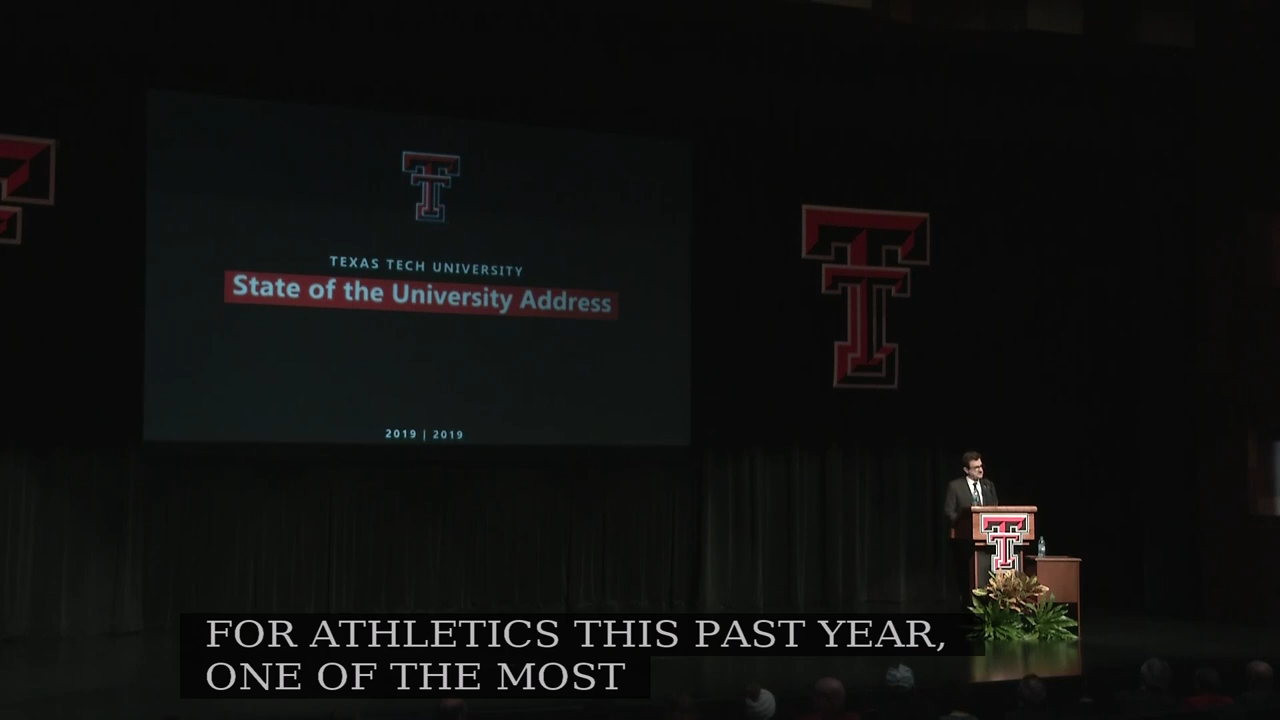 TEXAS TECH UNIVERSITY
State of the University Address
2019 | 2019
FOR ATHLETICS THIS PAST YEAR,
ONE OF THE MOST